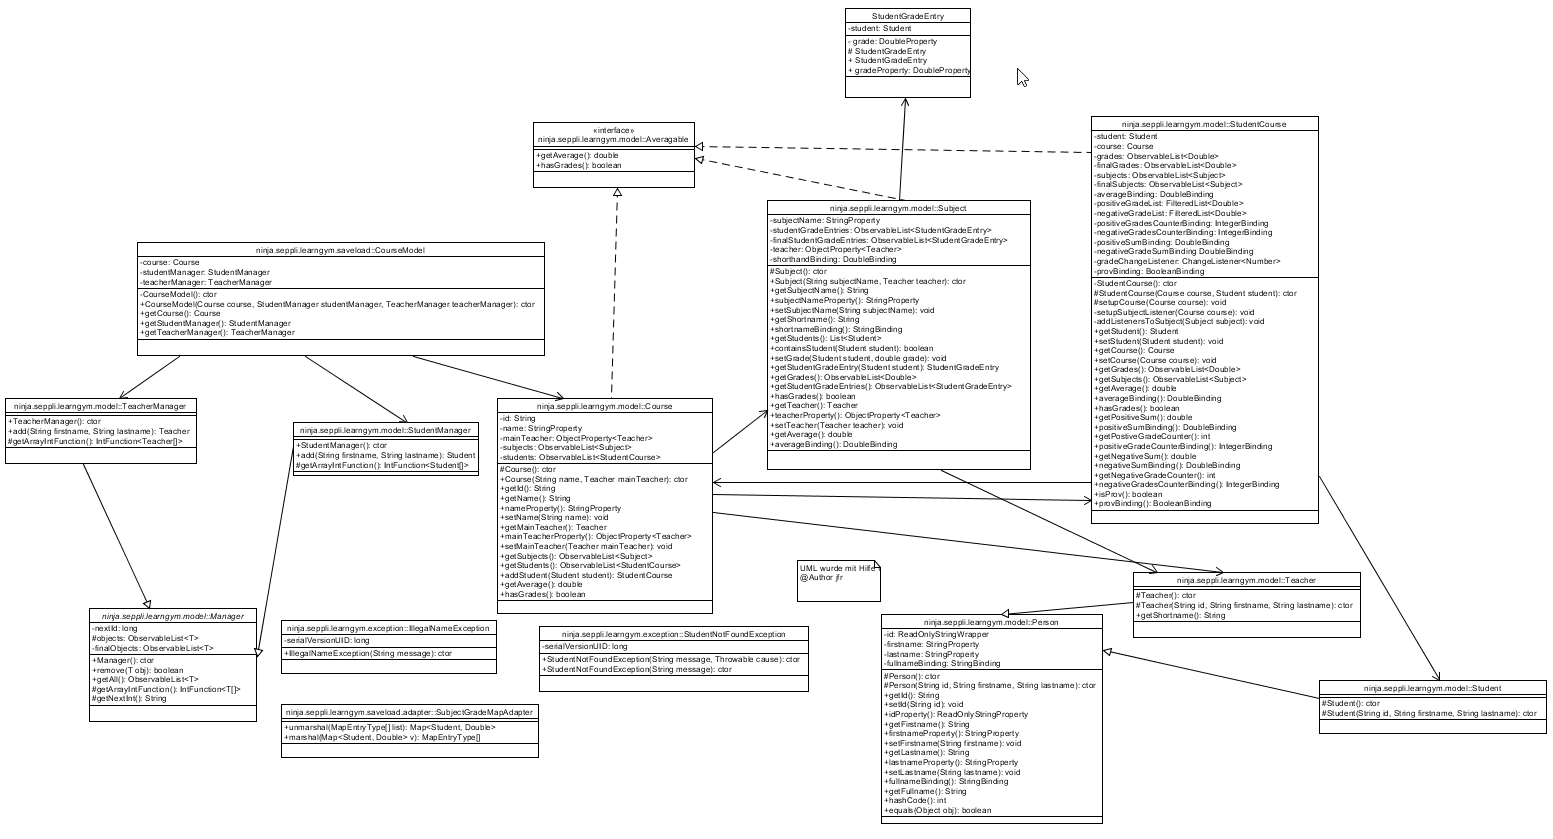 StudentGradeEntry
-student: Student
- grade: DoubleProperty
# StudentGradeEntry
+ StudentGradeEntry
+ gradeProperty: DoubleProperty
«interface»
ninja.seppli.learngym.model::Averagable
+getAverage(): double
+hasGrades(): boolean
ninja.seppli.learngym.model::StudentCourse
-student: Student
-course: Course
-grades: ObservableList<Double>
-finalGrades: ObservableList<Double>
-subjects: ObservableList<Subject>
-finalSubjects: ObservableList<Subject>
-averageBinding: DoubleBinding
-positiveGradeList: FilteredList<Double>
-negativeGradeList: FilteredList<Double>
-positiveGradesCounterBinding: IntegerBinding
-negativeGradesCounterBinding: IntegerBinding
-positiveSumBinding: DoubleBinding
-negativeGradeSumBinding DoubleBinding
-gradeChangeListener: ChangeListener<Number>
-provBinding: BooleanBinding
-StudentCourse(): ctor
#StudentCourse(Course course, Student student): ctor
#setupCourse(Course course): void
-setupSubjectListener(Course course): void
-addListenersToSubject(Subject subject): void
+getStudent(): Student
+setStudent(Student student): void
+getCourse(): Course
+setCourse(Course course): void
+getGrades(): ObservableList<Double>
+getSubjects(): ObservableList<Subject>
+getAverage(): double
+averageBinding(): DoubleBinding
+hasGrades(): boolean
+getPositiveSum(): double
+positiveSumBinding(): DoubleBinding
+getPostiveGradeCounter(): int
+positiveGradeCounterBinding(): IntegerBinding
+getNegativeSum(): double
+negativeSumBinding(): DoubleBinding
+getNegativeGradeCounter(): int
+negativeGradesCounterBinding(): IntegerBinding
+isProv(): boolean
+provBinding(): BooleanBinding
ninja.seppli.learngym.model::Subject
-subjectName: StringProperty
-studentGradeEntries: ObservableList<StudentGradeEntry>
-finalStudentGradeEntries: ObservableList<StudentGradeEntry>
-teacher: ObjectProperty<Teacher>
-shorthandBinding: DoubleBinding
#Subject(): ctor
+Subject(String subjectName, Teacher teacher): ctor
+getSubjectName(): String
+subjectNameProperty(): StringProperty
+setSubjectName(String subjectName): void
+getShortname(): String
+shortnameBinding(): StringBinding
+getStudents(): List<Student>
+containsStudent(Student student): boolean
+setGrade(Student student, double grade): void
+getStudentGradeEntry(Student student): StudentGradeEntry
+getGrades(): ObservableList<Double>
+getStudentGradeEntries(): ObservableList<StudentGradeEntry>
+hasGrades(): boolean
+getTeacher(): Teacher
+teacherProperty(): ObjectProperty<Teacher>
+setTeacher(Teacher teacher): void
+getAverage(): double
+averageBinding(): DoubleBinding
ninja.seppli.learngym.saveload::CourseModel
-course: Course
-studentManager: StudentManager
-teacherManager: TeacherManager
-CourseModel(): ctor
+CourseModel(Course course, StudentManager studentManager, TeacherManager teacherManager): ctor
+getCourse(): Course
+getStudentManager(): StudentManager
+getTeacherManager(): TeacherManager
ninja.seppli.learngym.model::TeacherManager
+TeacherManager(): ctor
+add(String firstname, String lastname): Teacher
#getArrayIntFunction(): IntFunction<Teacher[]>
ninja.seppli.learngym.model::StudentManager
+StudentManager(): ctor
+add(String firstname, String lastname): Student
#getArrayIntFunction(): IntFunction<Student[]>
ninja.seppli.learngym.model::Course
-id: String
-name: StringProperty
-mainTeacher: ObjectProperty<Teacher>
-subjects: ObservableList<Subject>
-students: ObservableList<StudentCourse>
#Course(): ctor
+Course(String name, Teacher mainTeacher): ctor
+getId(): String
+getName(): String
+nameProperty(): StringProperty
+setName(String name): void
+getMainTeacher(): Teacher
+mainTeacherProperty(): ObjectProperty<Teacher>
+setMainTeacher(Teacher mainTeacher): void
+getSubjects(): ObservableList<Subject>
+getStudents(): ObservableList<StudentCourse>
+addStudent(Student student): StudentCourse
+getAverage(): double
+hasGrades(): boolean
UML wurde mit Hilfe
@Author jfr
ninja.seppli.learngym.model::Teacher
#Teacher(): ctor
#Teacher(String id, String firstname, String lastname): ctor
+getShortname(): String
ninja.seppli.learngym.model::Manager
-nextId: long
#objects: ObservableList<T>
-finalObjects: ObservableList<T>
+Manager(): ctor
+remove(T obj): boolean
+getAll(): ObservableList<T>
#getArrayIntFunction(): IntFunction<T[]>
#getNextInt(): String
ninja.seppli.learngym.exception::IllegalNameException
-serialVersionUID: long
+IllegalNameException(String message): ctor
ninja.seppli.learngym.exception::StudentNotFoundException
-serialVersionUID: long
+StudentNotFoundException(String message, Throwable cause): ctor
+StudentNotFoundException(String message): ctor
ninja.seppli.learngym.model::Person
-id: ReadOnlyStringWrapper
-firstname: StringProperty
-lastname: StringProperty
-fullnameBinding: StringBinding
#Person(): ctor
#Person(String id, String firstname, String lastname): ctor
+getId(): String
+setId(String id): void
+idProperty(): ReadOnlyStringProperty
+getFirstname(): String
+firstnameProperty(): StringProperty
+setFirstname(String firstname): void
+getLastname(): String
+lastnameProperty(): StringProperty
+setLastname(String lastname): void
+fullnameBinding(): StringBinding
+getFullname(): String
+hashCode(): int
+equals(Object obj): boolean
ninja.seppli.learngym.model::Student
#Student(): ctor
#Student(String id, String firstname, String lastname): ctor
ninja.seppli.learngym.saveload.adapter::SubjectGradeMapAdapter
+unmarshal(MapEntryType[] list): Map<Student, Double>
+marshal(Map<Student, Double> v): MapEntryType[]